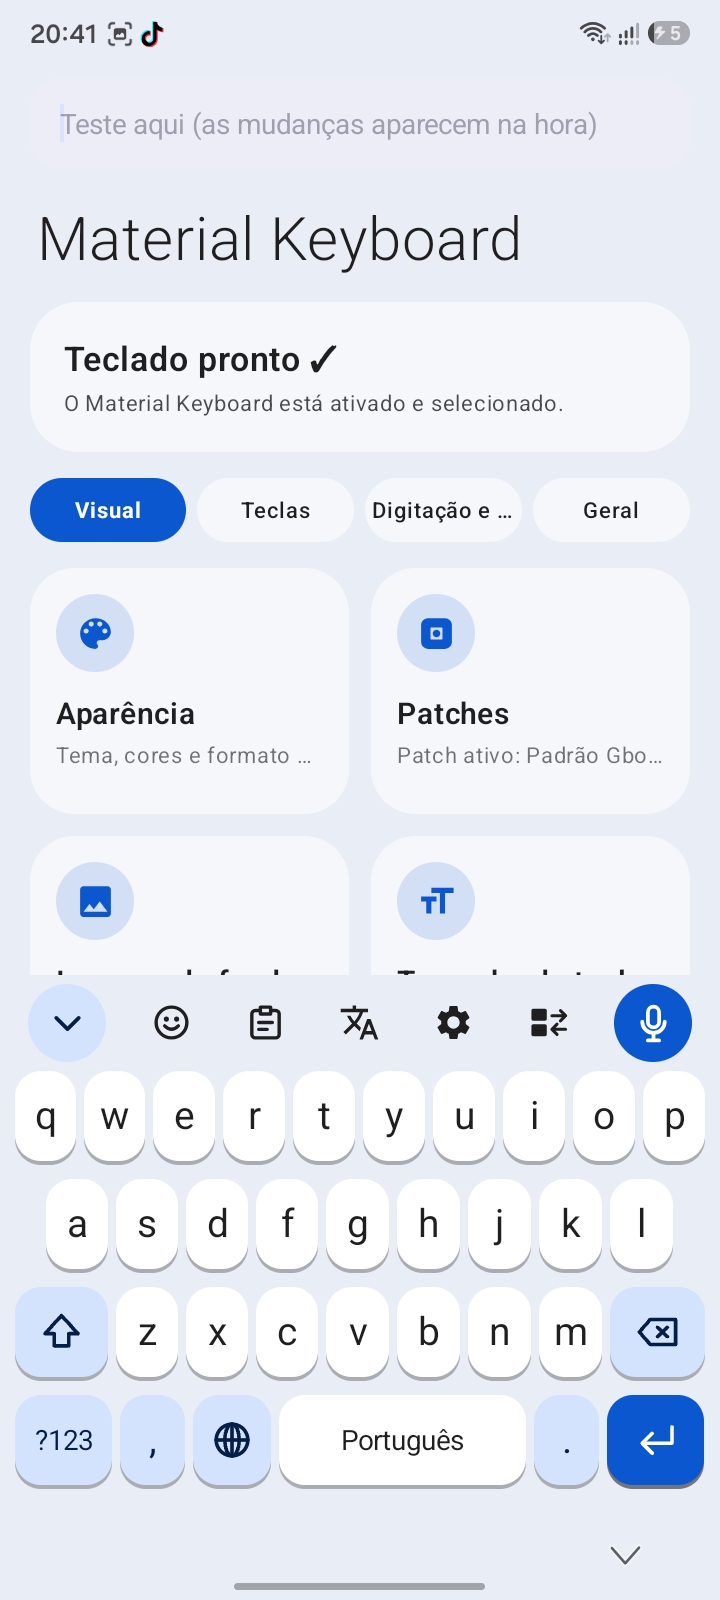 20:41
5
Teste aqui (as mudanças aparecem na hora)
Material Keyboard
Teclado pronto ✓
O Material Keyboard está ativado e selecionado.
Visual Teclas Digitação e … Geral
Aparência Patches
Tema, cores e formato … Patch ativo: Padrão Gbo…
q w e r t y u i o p
a s d f g h j k l
z x c v b n m
?123 , Português .